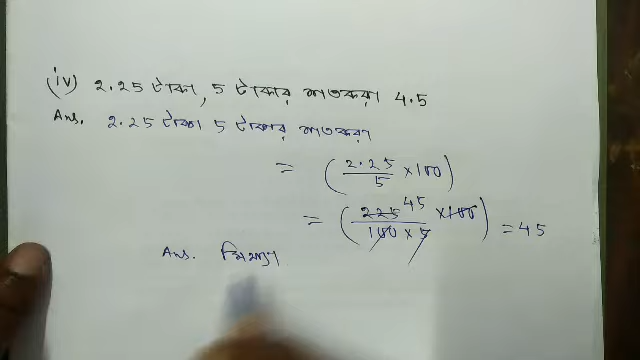 (iv) 2.25 টাকা, 5 টাকার শতকরা 4.5
Ans. 2.25 টাকা 5 টাকার শতকরা
= (2.25/5 × 100)
= (225 45/100 × 5 × 100) = 45
Ans. মিথ্যা